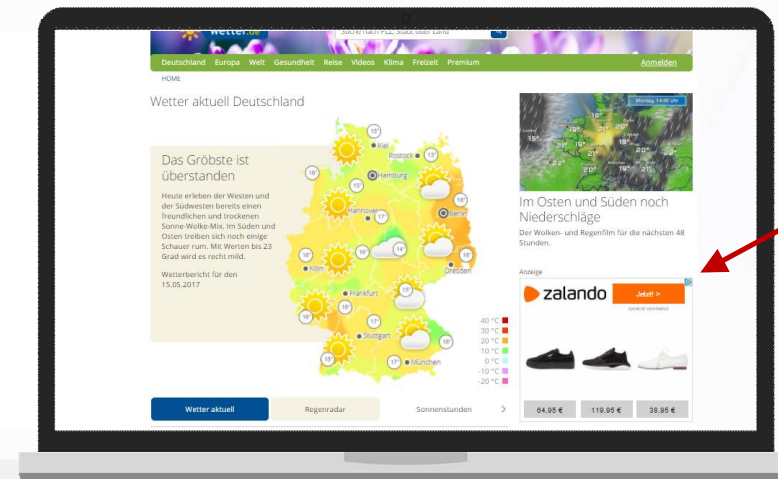 wetter.de
Suche nach PLZ, Stadt oder Land
Deutschland Europa Welt Gesundheit Reise Videos Klima Freizeit Premium Anmelden
HOME
Wetter aktuell Deutschland
Das Gröbste ist
überstanden
Heute erleben der Westen und
der Südwesten bereits einen
freundlichen und trockenen
Sonne-Wolke-Mix. Im Süden und
Osten treiben sich noch einige
Schauer rum. Mit Werten bis 23
Grad wird es recht mild.
Wetterbericht für den
15.05.2017
Kiel
Rostock
Hamburg
Hannover
17°
Berlin
14°
Köln
Dresden
Frankfurt
15°
17°
Stuttgart
17° München
40 °C
30 °C
20 °C
10 °C
0 °C
-10 °C
-20 °C
Wetter aktuell
Regenradar
Sonnenstunden
Montag, 14:00 Uhr
Im Osten und Süden noch
Niederschläge
Der Wolken- und Regenfilm für die nächsten 48
Stunden.
Anzeige
zalando
Jetzt! >
64,95 € 119,95 € 38,95 €